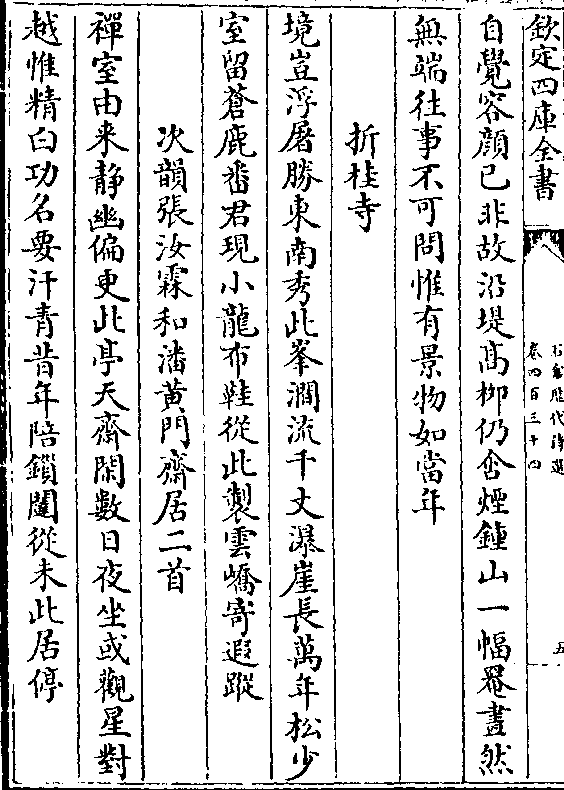 欽定四庫全書
石倉歷代詩選
卷四百三十四
五
自覺容顔已非故沿堤髙柳仍含煙鍾山一幅罨畫然
無端往事不可問惟有景物如當年
折桂寺
境豈浮屠勝東南秀此峯澗流千丈瀑崖長萬年松少
室留蒼鹿番君現小龍布鞋從此製雲嶠寄遐蹤
次韻張汝霖和潘黄門齋居二首
禪室由来静幽偏更此亭天齋閑數日夜坐或觀星對
越惟精白功名要汗青昔年陪鎖闥從未此居停